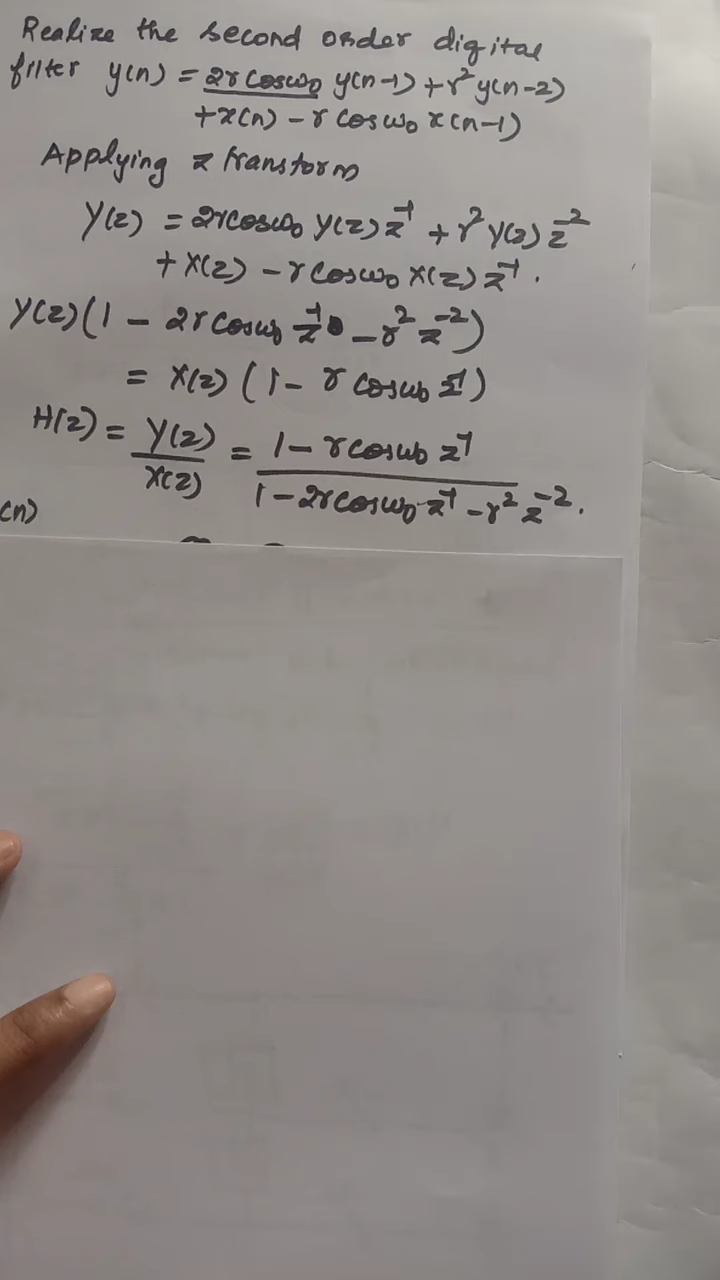 Realize the second order digital
filter y(n) = 2r cosω₀ y(n-1) + r² y(n-2)
+ x(n) - r cosω₀ x(n-1)
Applying z transform
Y(z) = 2r cosω₀ Y(z) z⁻¹ + r² Y(z) z⁻²
+ X(z) - r cosω₀ X(z) z⁻¹.
Y(z) (1 - 2r cosω₀ z⁻¹ - r² z⁻²)
= X(z) (1 - r cosω₀ z⁻¹)
H(z) = Y(z)/X(z) = 1 - r cosω₀ z⁻¹ / 1 - 2r cosω₀ z⁻¹ - r² z⁻².
(n)